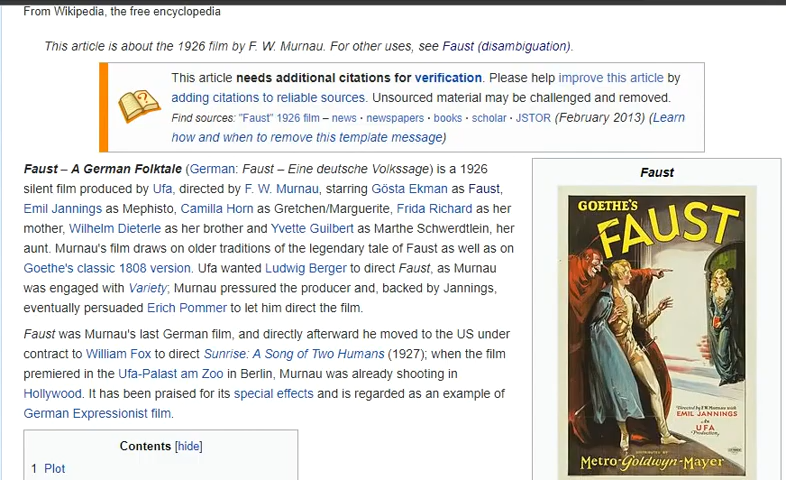 From Wikipedia, the free encyclopedia
This article is about the 1926 film by F. W. Murnau. For other uses, see Faust (disambiguation).
This article needs additional citations for verification. Please help improve this article by
adding citations to reliable sources. Unsourced material may be challenged and removed.
Find sources: "Faust" 1926 film – news · newspapers · books · scholar · JSTOR (February 2013) (Learn
how and when to remove this template message)
Faust – A German Folktale (German: Faust – Eine deutsche Volkssage) is a 1926
silent film produced by Ufa, directed by F. W. Murnau, starring Gösta Ekman as Faust,
Emil Jannings as Mephisto, Camilla Horn as Gretchen/Marguerite, Frida Richard as her
mother, Wilhelm Dieterle as her brother and Yvette Guilbert as Marthe Schwerdtlein, her
aunt. Murnau's film draws on older traditions of the legendary tale of Faust as well as on
Goethe's classic 1808 version. Ufa wanted Ludwig Berger to direct Faust, as Murnau
was engaged with Variety; Murnau pressured the producer and, backed by Jannings,
eventually persuaded Erich Pommer to let him direct the film.
Faust was Murnau's last German film, and directly afterward he moved to the US under
contract to William Fox to direct Sunrise: A Song of Two Humans (1927); when the film
premiered in the Ufa-Palast am Zoo in Berlin, Murnau was already shooting in
Hollywood. It has been praised for its special effects and is regarded as an example of
German Expressionist film.
Contents [hide]
1 Plot
Faust
GOETHE'S
FAUST
Directed by F.W. Murnau with
EMIL JANNINGS
UFA
Production
DISTRIBUTED BY
Metro-Goldwyn-Mayer